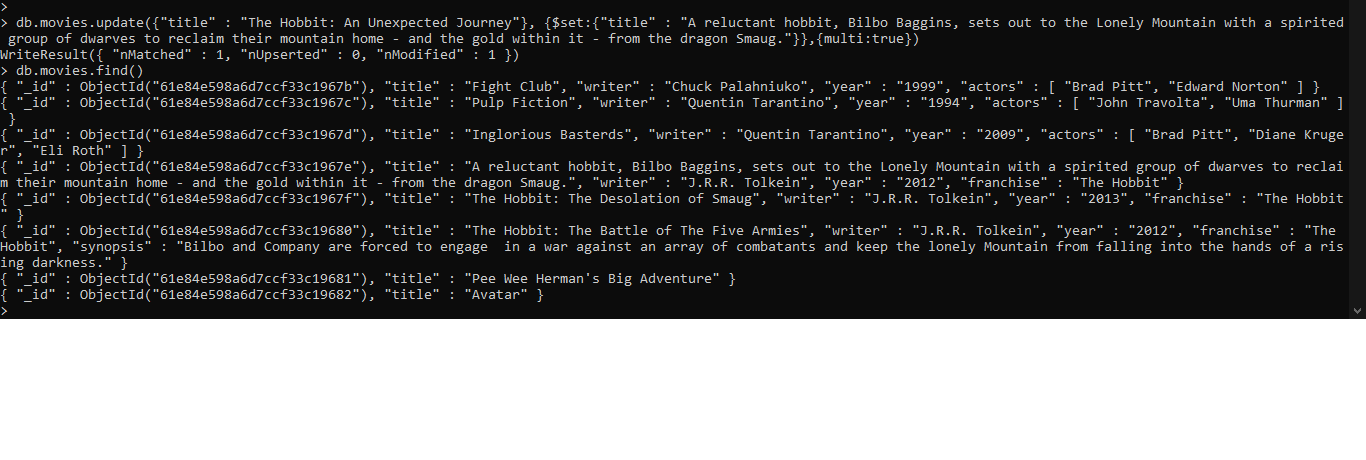 >
> db.movies.update({"title" : "The Hobbit: An Unexpected Journey"}, {$set:{"title" : "A reluctant hobbit, Bilbo Baggins, sets out to the Lonely Mountain with a spirited
 group of dwarves to reclaim their mountain home - and the gold within it - from the dragon Smaug."}},{multi:true})
WriteResult({ "nMatched" : 1, "nUpserted" : 0, "nModified" : 1 })
> db.movies.find()
{ "_id" : ObjectId("61e84e598a6d7ccf33c1967b"), "title" : "Fight Club", "writer" : "Chuck Palahniuko", "year" : "1999", "actors" : [ "Brad Pitt", "Edward Norton" ] }
{ "_id" : ObjectId("61e84e598a6d7ccf33c1967c"), "title" : "Pulp Fiction", "writer" : "Quentin Tarantino", "year" : "1994", "actors" : [ "John Travolta", "Uma Thurman" ]
 }
{ "_id" : ObjectId("61e84e598a6d7ccf33c1967d"), "title" : "Inglorious Basterds", "writer" : "Quentin Tarantino", "year" : "2009", "actors" : [ "Brad Pitt", "Diane Kruge
r", "Eli Roth" ] }
{ "_id" : ObjectId("61e84e598a6d7ccf33c1967e"), "title" : "A reluctant hobbit, Bilbo Baggins, sets out to the Lonely Mountain with a spirited group of dwarves to reclai
m their mountain home - and the gold within it - from the dragon Smaug.", "writer" : "J.R.R. Tolkein", "year" : "2012", "franchise" : "The Hobbit" }
{ "_id" : ObjectId("61e84e598a6d7ccf33c1967f"), "title" : "The Hobbit: The Desolation of Smaug", "writer" : "J.R.R. Tolkein", "year" : "2013", "franchise" : "The Hobbit
" }
{ "_id" : ObjectId("61e84e598a6d7ccf33c19680"), "title" : "The Hobbit: The Battle of The Five Armies", "writer" : "J.R.R. Tolkein", "year" : "2012", "franchise" : "The
Hobbit", "synopsis" : "Bilbo and Company are forced to engage  in a war against an array of combatants and keep the lonely Mountain from falling into the hands of a ris
ing darkness." }
{ "_id" : ObjectId("61e84e598a6d7ccf33c19681"), "title" : "Pee Wee Herman's Big Adventure" }
{ "_id" : ObjectId("61e84e598a6d7ccf33c19682"), "title" : "Avatar" }
>